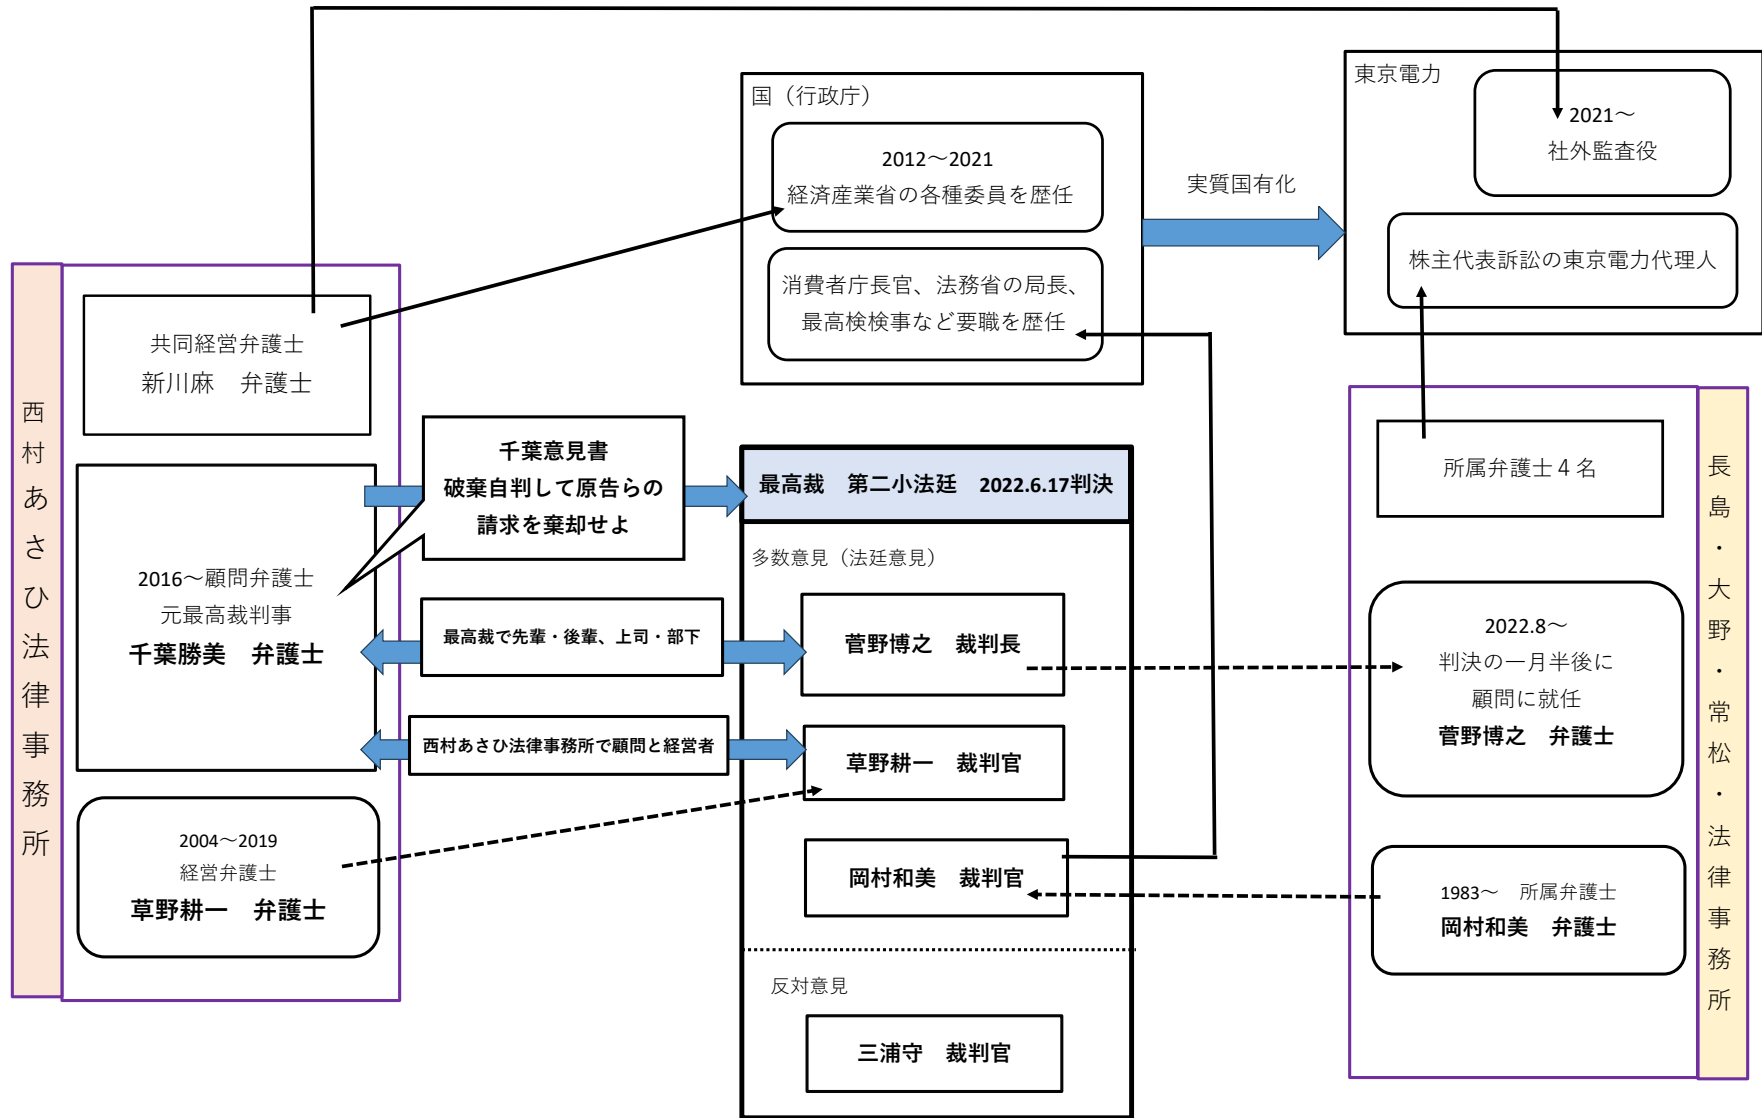 国（行政庁）
2012～2021
経済産業省の各種委員を歴任
消費者庁長官、法務省の局長、
最高検検事など要職を歴任
実質国有化
東京電力
2021～
社外監査役
株主代表訴訟の東京電力代理人
西村あさひ法律事務所
共同経営弁護士
新川麻　弁護士
2016～顧問弁護士
元最高裁判事
千葉勝美　弁護士
2004～2019
経営弁護士
草野耕一　弁護士
千葉意見書
破棄自判して原告らの
請求を棄却せよ
最高裁で先輩・後輩、上司・部下
西村あさひ法律事務所で顧問と経営者
最高裁　第二小法廷　2022.6.17判決
多数意見（法廷意見）
菅野博之　裁判長
草野耕一　裁判官
岡村和美　裁判官
反対意見
三浦守　裁判官
所属弁護士４名
2022.8～
判決の一月半後に
顧問に就任
菅野博之　弁護士
1983～　所属弁護士
岡村和美　弁護士
長島・大野・常松・法律事務所